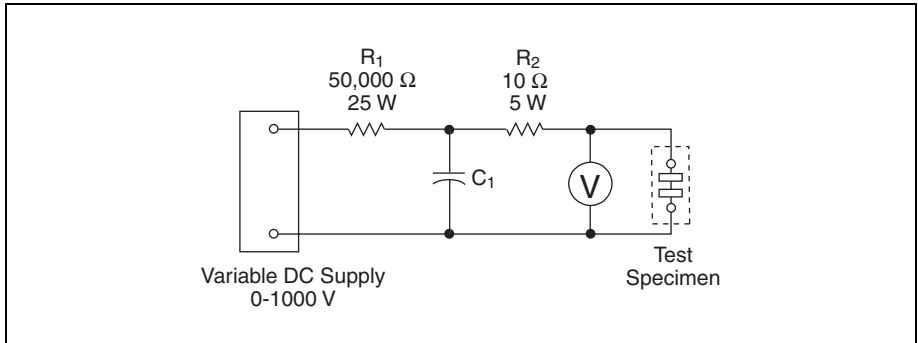 R₁
50,000 Ω
25 W
R₂
10 Ω
5 W
C₁
V
Variable DC Supply
0-1000 V
Test
Specimen